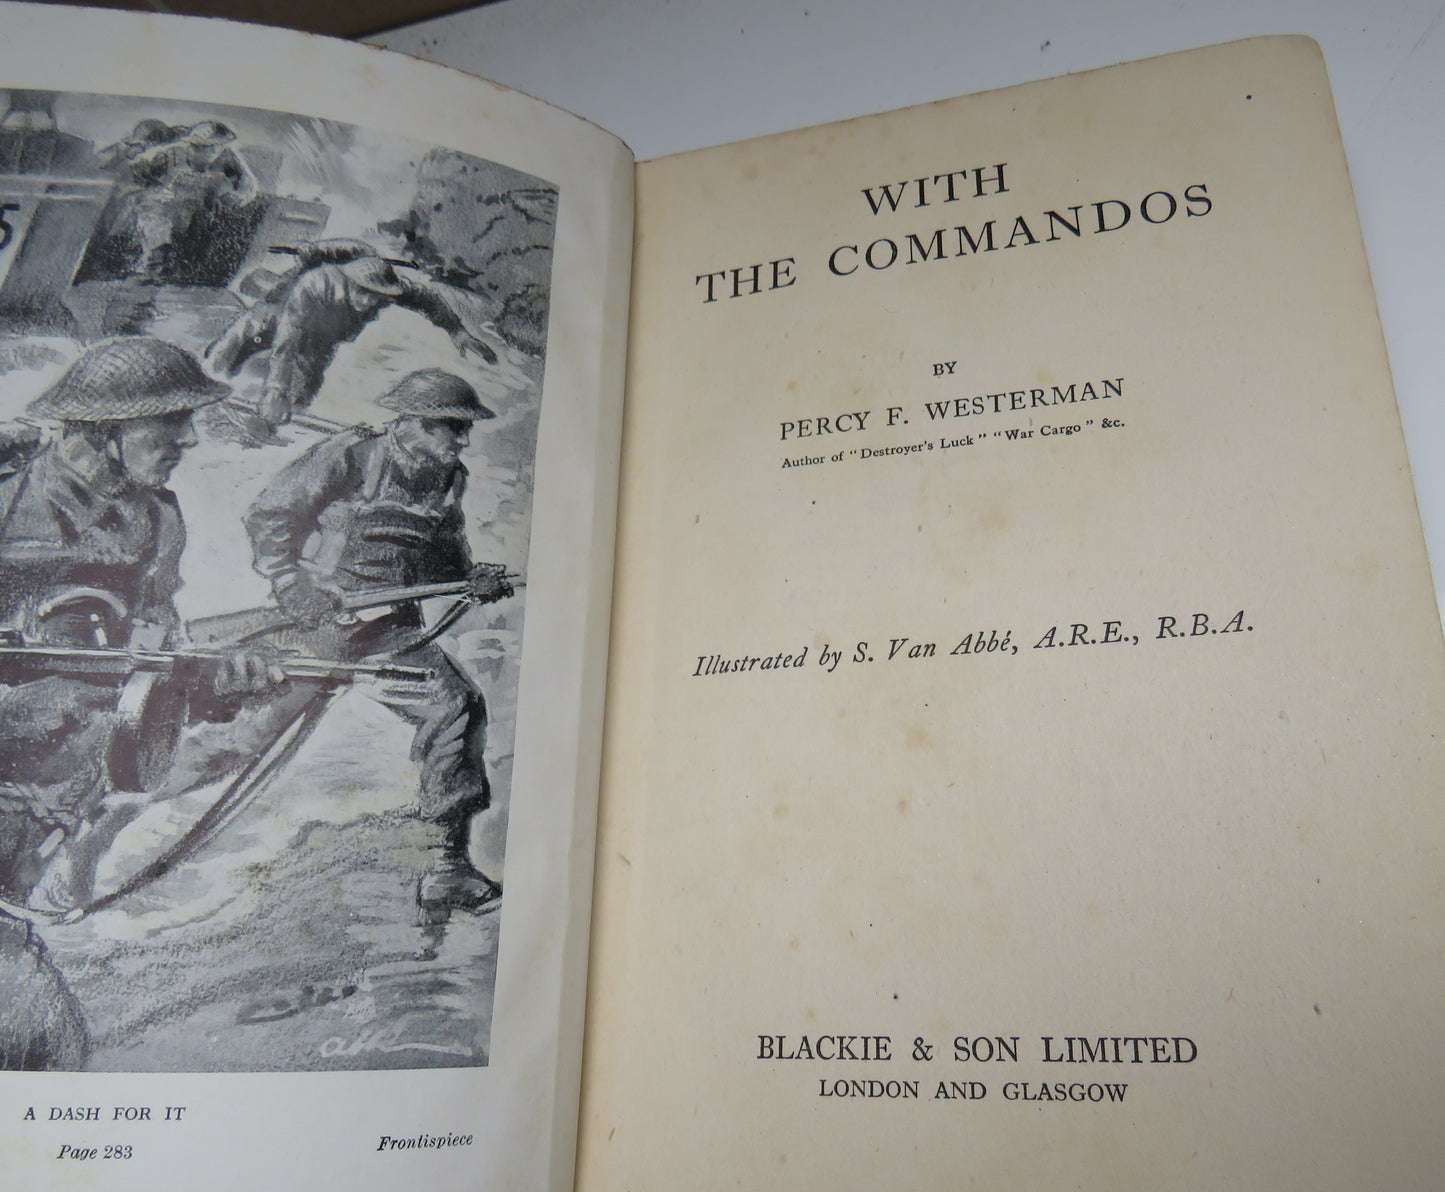 5
A DASH FOR IT
Page 283
Frontispiece
WITH
THE COMMANDOS
BY
PERCY F. WESTERMAN
Author of "Destroyer's Luck" "War Cargo" &c.
Illustrated by S. Van Abbé, A.R.E., R.B.A.
BLACKIE & SON LIMITED
LONDON AND GLASGOW